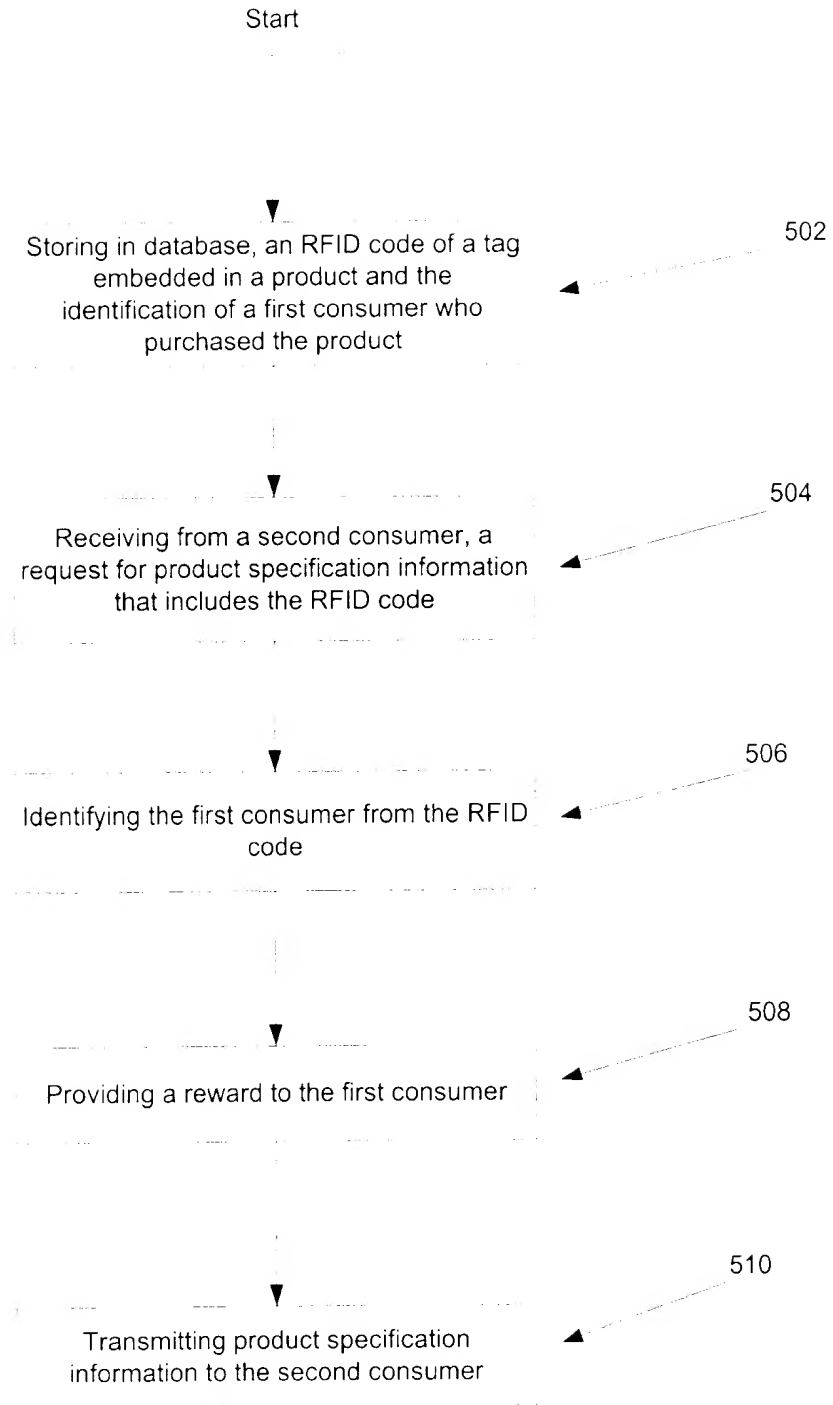 Start
Storing in database, an RFID code of a tag
embedded in a product and the
identification of a first consumer who
purchased the product
502
Receiving from a second consumer, a
request for product specification information
that includes the RFID code
504
Identifying the first consumer from the RFID
code
506
Providing a reward to the first consumer
508
Transmitting product specification
information to the second consumer
510